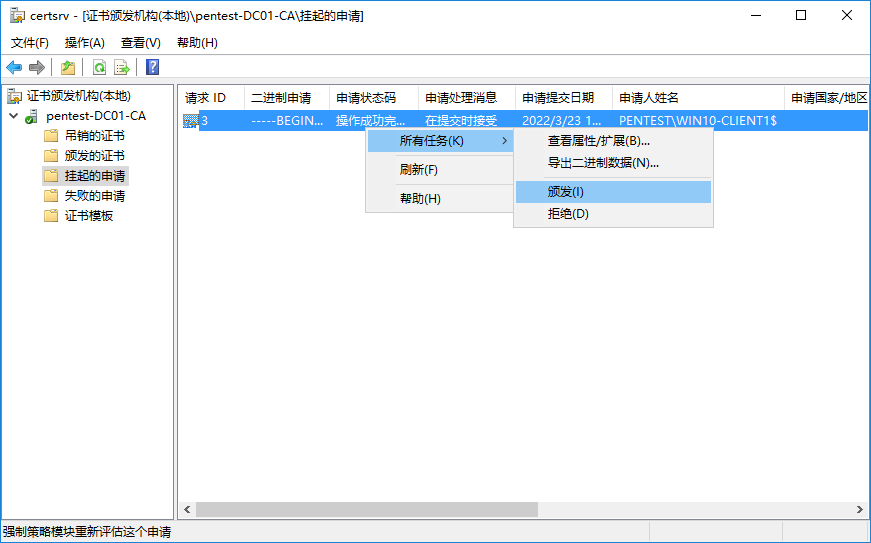 certsrv - [证书颁发机构(本地)\pentest-DC01-CA\挂起的申请]
文件(F) 操作(A) 查看(V) 帮助(H)
证书颁发机构(本地)
pentest-DC01-CA
吊销的证书
颁发的证书
挂起的申请
失败的申请
证书模板
请求 ID 二进制申请 申请状态码 申请处理消息 申请提交日期 申请人姓名 申请国家/地区
3 -----BEGIN... 操作成功完... 在提交时接受 2022/3/23 1... PENTEST\WIN10-CLIENT1$
所有任务(K)
刷新(F)
帮助(H)
查看属性/扩展(B)...
导出二进制数据(N)...
颁发(I)
拒绝(D)
强制策略模块重新评估这个申请